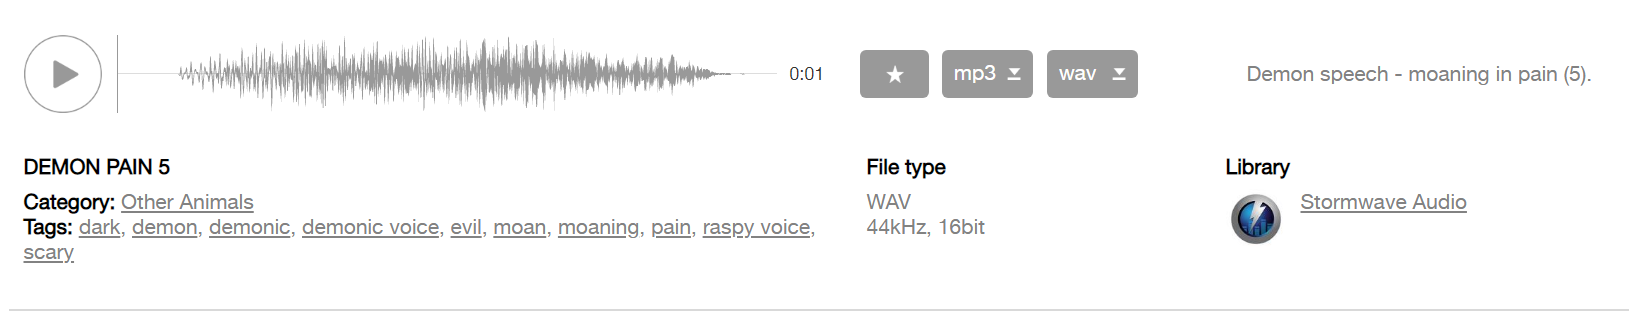 0:01
mp3
wav
Demon speech - moaning in pain (5).
DEMON PAIN 5
Category: Other Animals
Tags: dark, demon, demonic, demonic voice, evil, moan, moaning, pain, raspy voice,
scary
File type
WAV
44kHz, 16bit
Library
Stormwave Audio